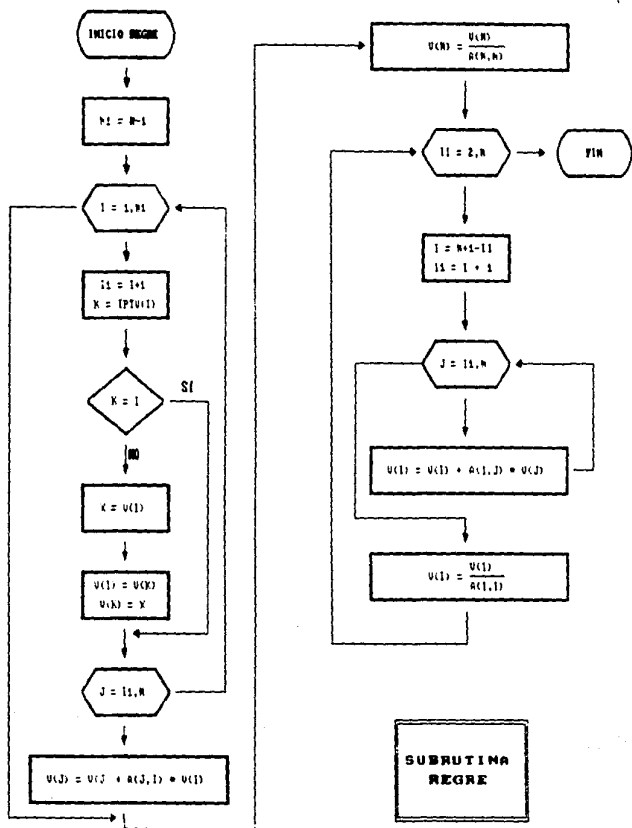 INICIO REGRE
N1 = N-1
I = 1,N1
I1 = I+1
K = IPIV(I)
K = I
SI
NO
X = V(I)
V(I) = V(K)
V(K) = X
J = I1,N
V(J) = V(J + A(J,I) * V(I)
V(N) = V(N)
A(N,N)
I1 = 2,N
FIN
I = N+1-I1
I1 = I + 1
J = I1,N
V(I) = V(I) + A(I,J) * V(J)
V(I) = V(I)
A(I,I)
SUBRUTINA
REGRE